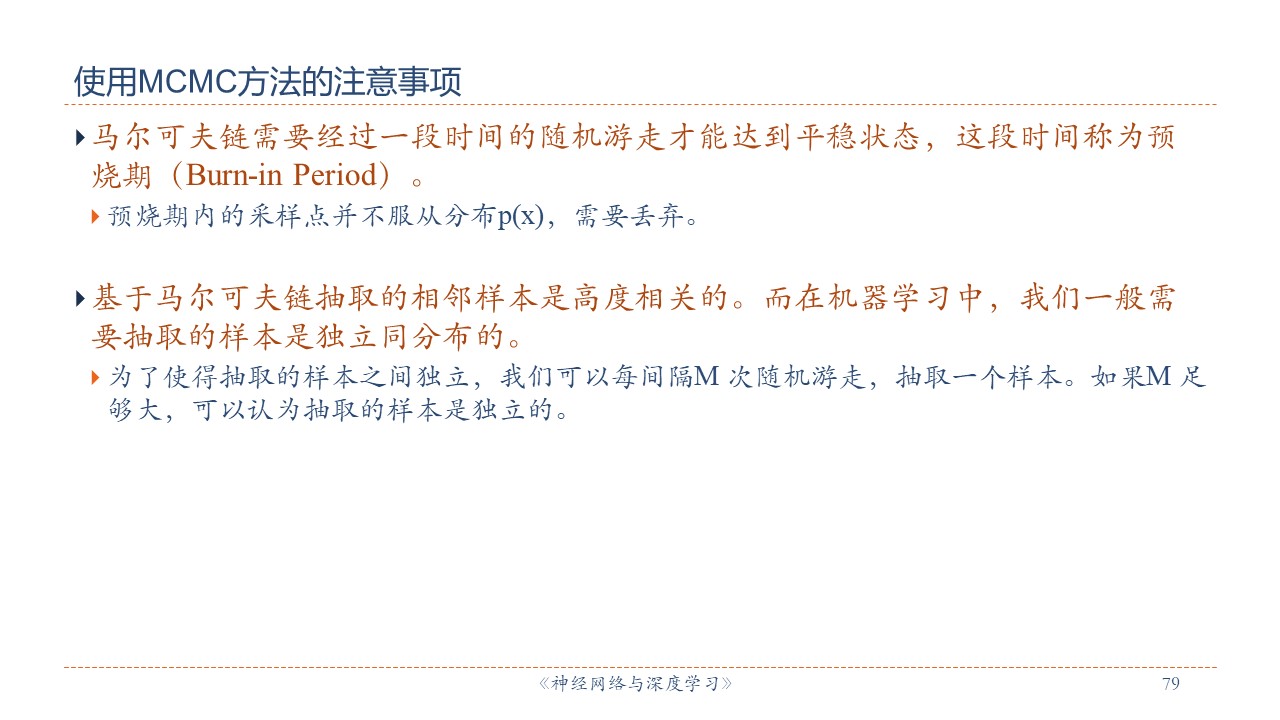 使用MCMC方法的注意事项
马尔可夫链需要经过一段时间的随机游走才能达到平稳状态，这段时间称为预
烧期（Burn-in Period）。
预烧期内的采样点并不服从分布p(x)，需要丢弃。
基于马尔可夫链抽取的相邻样本是高度相关的。而在机器学习中，我们一般需
要抽取的样本是独立同分布的。
为了使得抽取的样本之间独立，我们可以每间隔M 次随机游走，抽取一个样本。如果M 足
够大，可以认为抽取的样本是独立的。
《神经网络与深度学习》
79